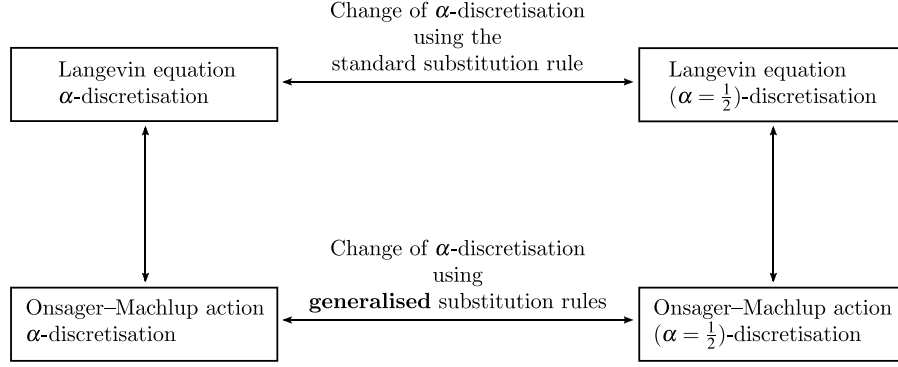 Change of α-discretisation
using the
standard substitution rule
Langevin equation
α-discretisation
Langevin equation
(α = 1/2)-discretisation
Change of α-discretisation
using
generalised substitution rules
Onsager–Machlup action
α-discretisation
Onsager–Machlup action
(α = 1/2)-discretisation